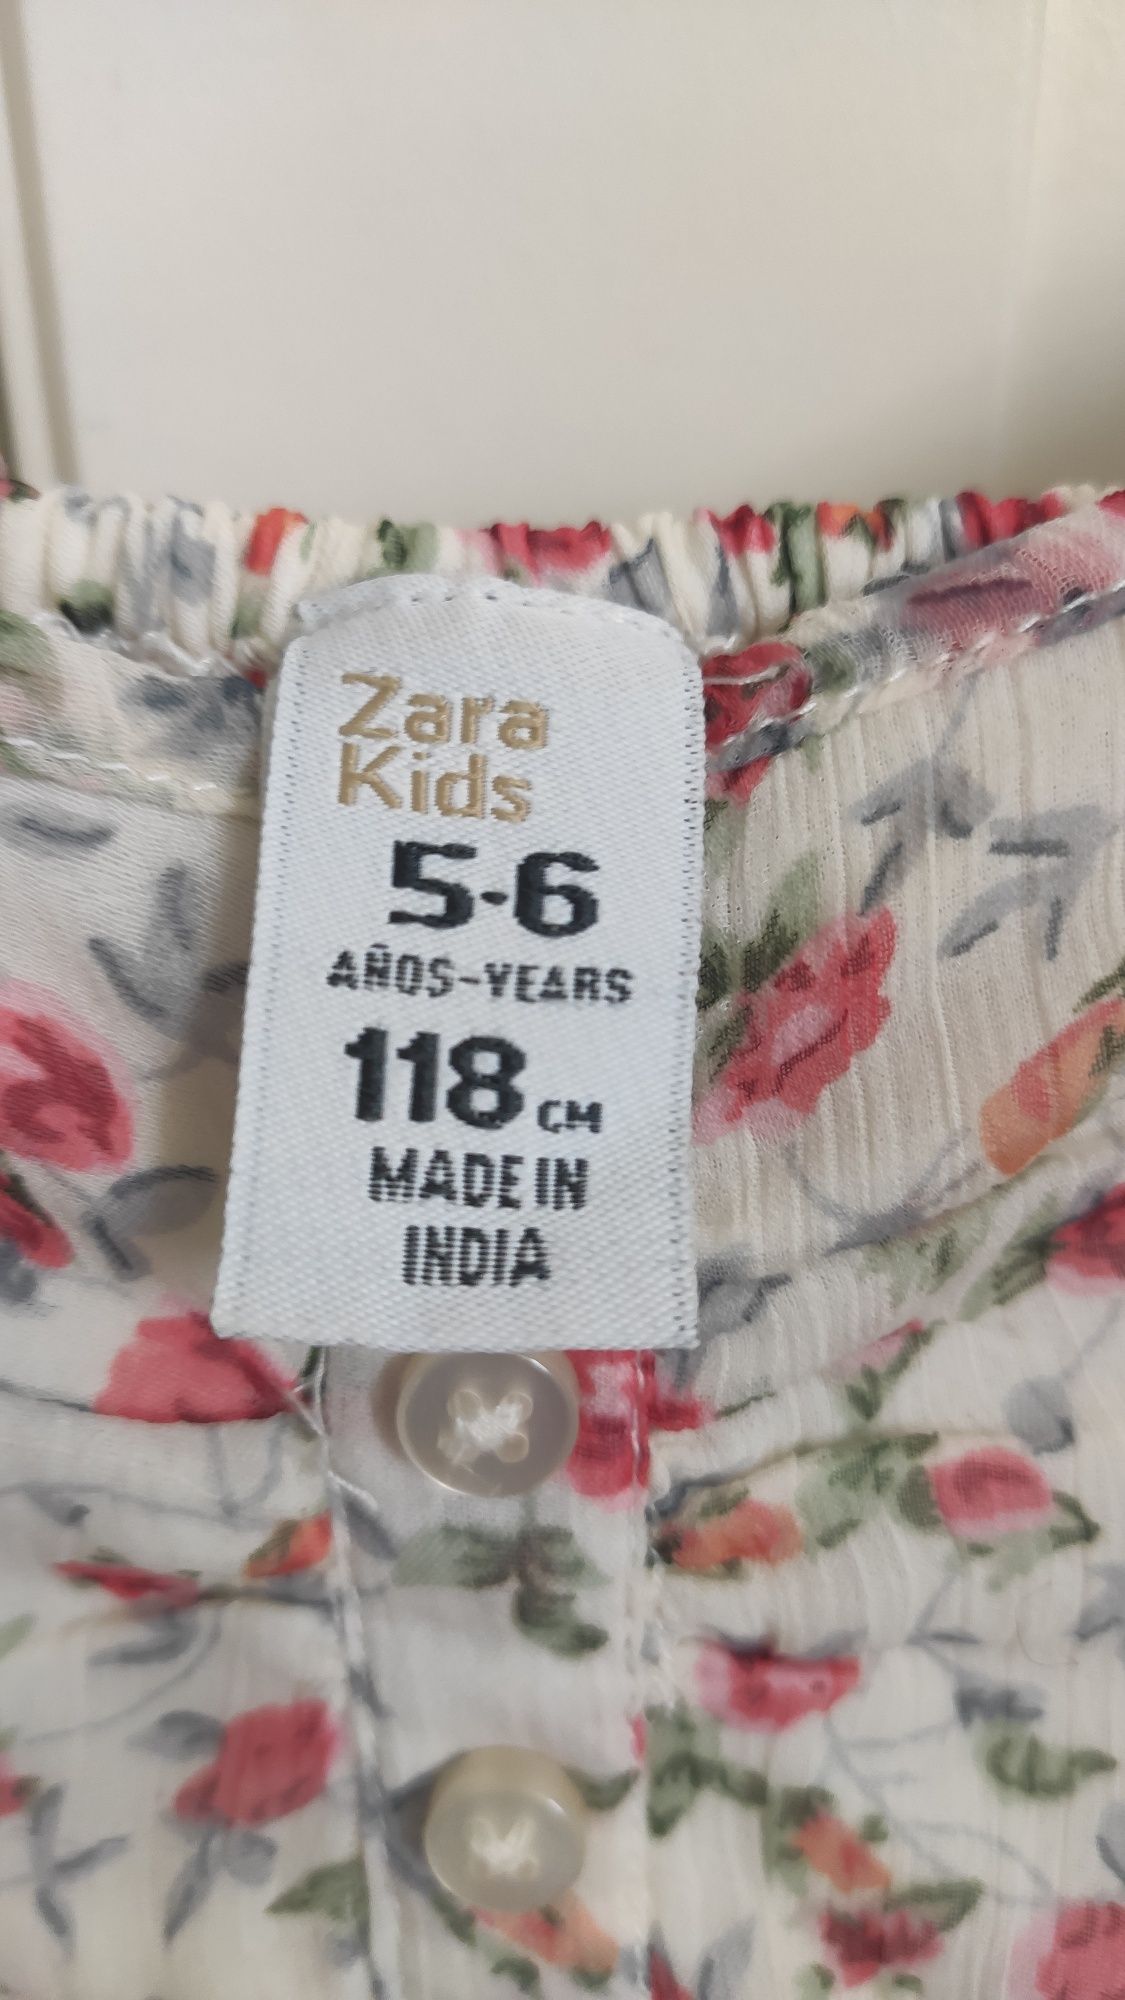 Zara
Kids
5-6
AÑOS-YEARS
118 CM
MADE IN
INDIA